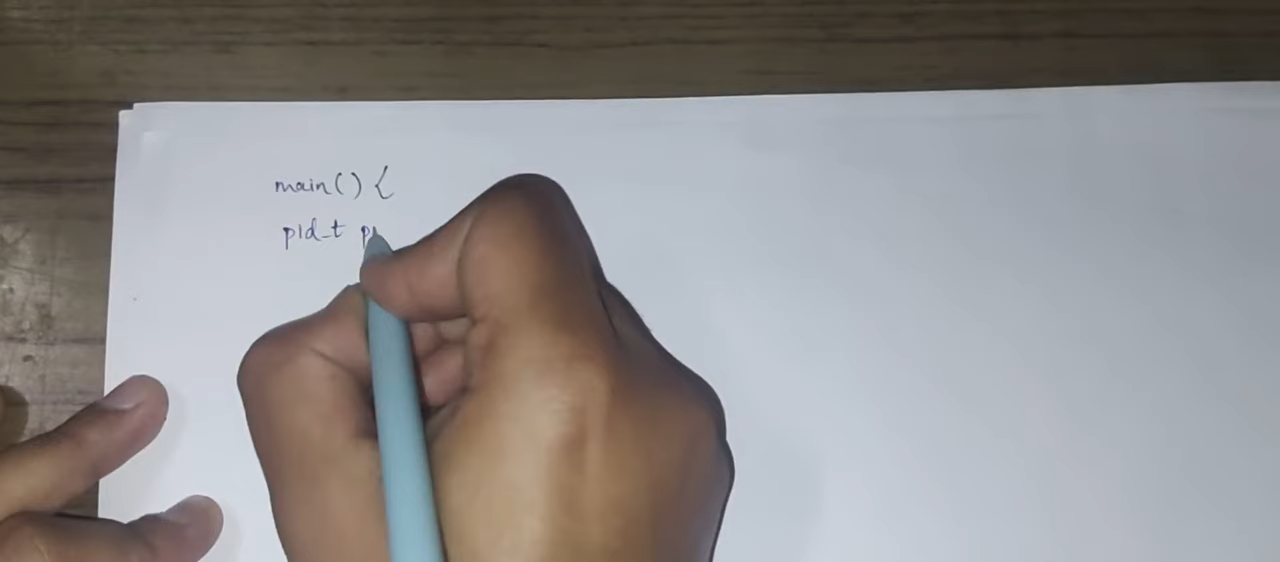 main() {
pid_t p